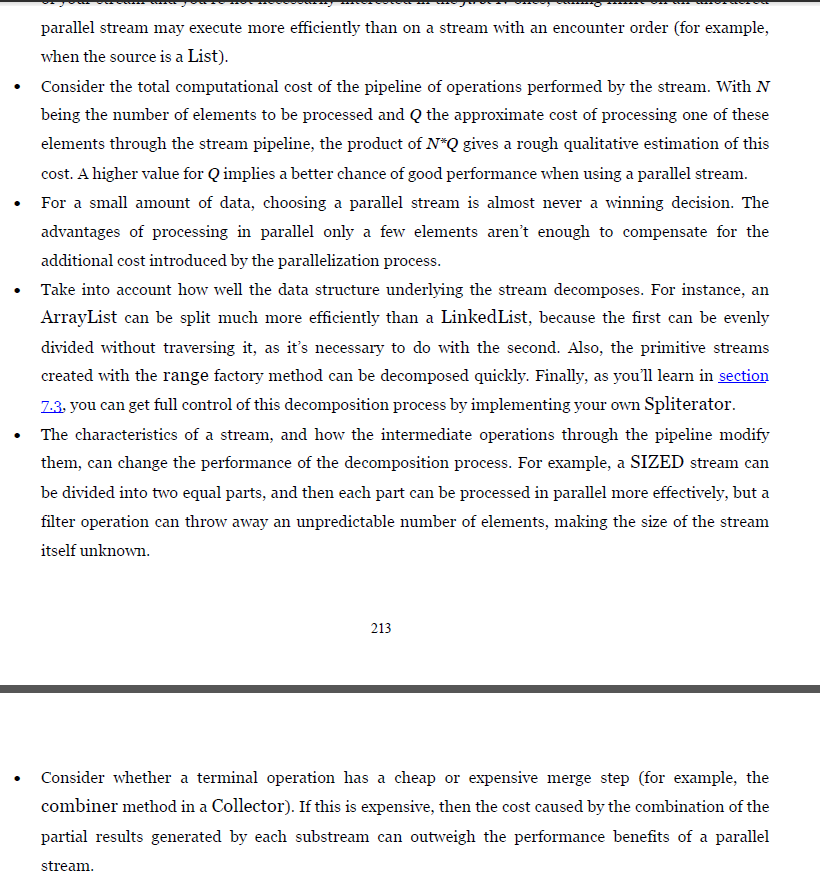 parallel stream may execute more efficiently than on a stream with an encounter order (for example,
when the source is a List).
• Consider the total computational cost of the pipeline of operations performed by the stream. With N
being the number of elements to be processed and Q the approximate cost of processing one of these
elements through the stream pipeline, the product of N*Q gives a rough qualitative estimation of this
cost. A higher value for Q implies a better chance of good performance when using a parallel stream.
• For a small amount of data, choosing a parallel stream is almost never a winning decision. The
advantages of processing in parallel only a few elements aren’t enough to compensate for the
additional cost introduced by the parallelization process.
• Take into account how well the data structure underlying the stream decomposes. For instance, an
ArrayList can be split much more efficiently than a LinkedList, because the first can be evenly
divided without traversing it, as it’s necessary to do with the second. Also, the primitive streams
created with the range factory method can be decomposed quickly. Finally, as you’ll learn in section
7.3, you can get full control of this decomposition process by implementing your own Spliterator.
• The characteristics of a stream, and how the intermediate operations through the pipeline modify
them, can change the performance of the decomposition process. For example, a SIZED stream can
be divided into two equal parts, and then each part can be processed in parallel more effectively, but a
filter operation can throw away an unpredictable number of elements, making the size of the stream
itself unknown.
213
• Consider whether a terminal operation has a cheap or expensive merge step (for example, the
combiner method in a Collector). If this is expensive, then the cost caused by the combination of the
partial results generated by each substream can outweigh the performance benefits of a parallel
stream.